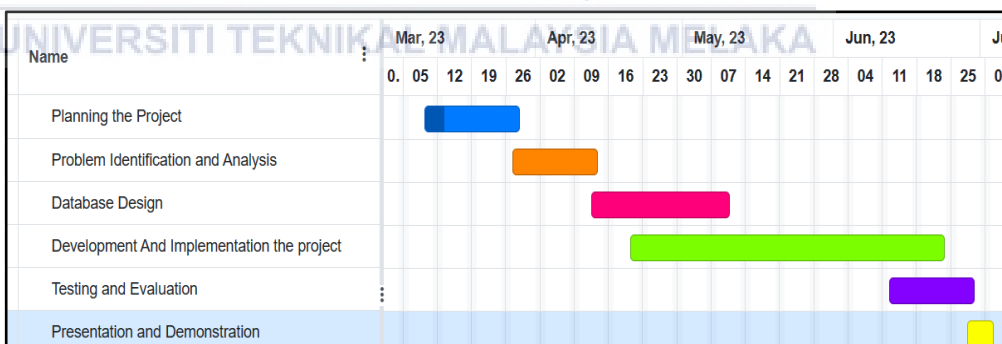 UNIVERSITI TEKNIKAL MALAYSIA MELAKA
Name
Mar, 23 Apr, 23 May, 23 Jun, 23
0. 05 12 19 26 02 09 16 23 30 07 14 21 28 04 11 18 25
Planning the Project
Problem Identification and Analysis
Database Design
Development And Implementation the project
Testing and Evaluation
Presentation and Demonstration